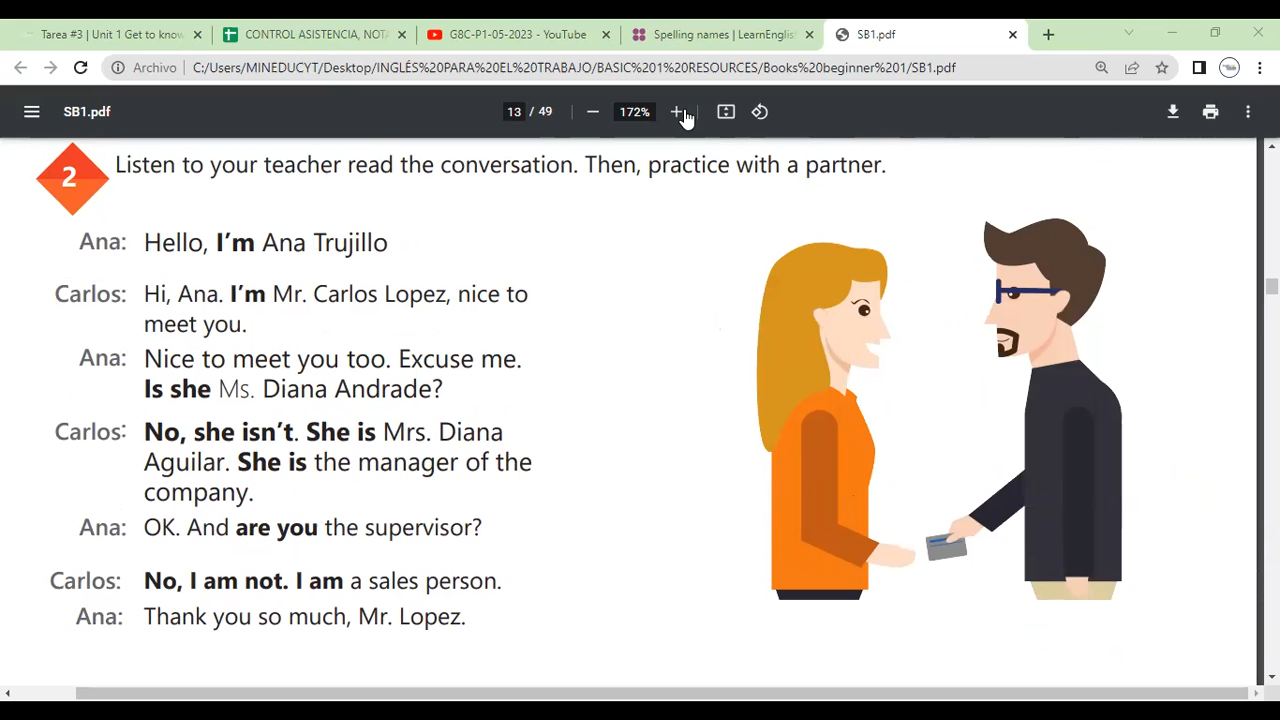 Tarea #3 | Unit 1 Get to know
CONTROL ASISTENCIA, NOTA
G8C-P1-05-2023 - YouTube
Spelling names | LearnEnglis
SB1.pdf
Archivo
C:/Users/MINEDUCYT/Desktop/INGLÉS%20PARA%20EL%20TRABAJO/BASIC%201%20RESOURCES/Books%20beginner%201/SB1.pdf
SB1.pdf
13 / 49
172%
2
Listen to your teacher read the conversation. Then, practice with a partner.
Ana: Hello, I'm Ana Trujillo
Carlos: Hi, Ana. I'm Mr. Carlos Lopez, nice to
meet you.
Ana: Nice to meet you too. Excuse me.
Is she Ms. Diana Andrade?
Carlos: No, she isn't. She is Mrs. Diana
Aguilar. She is the manager of the
company.
Ana: OK. And are you the supervisor?
Carlos: No, I am not. I am a sales person.
Ana: Thank you so much, Mr. Lopez.